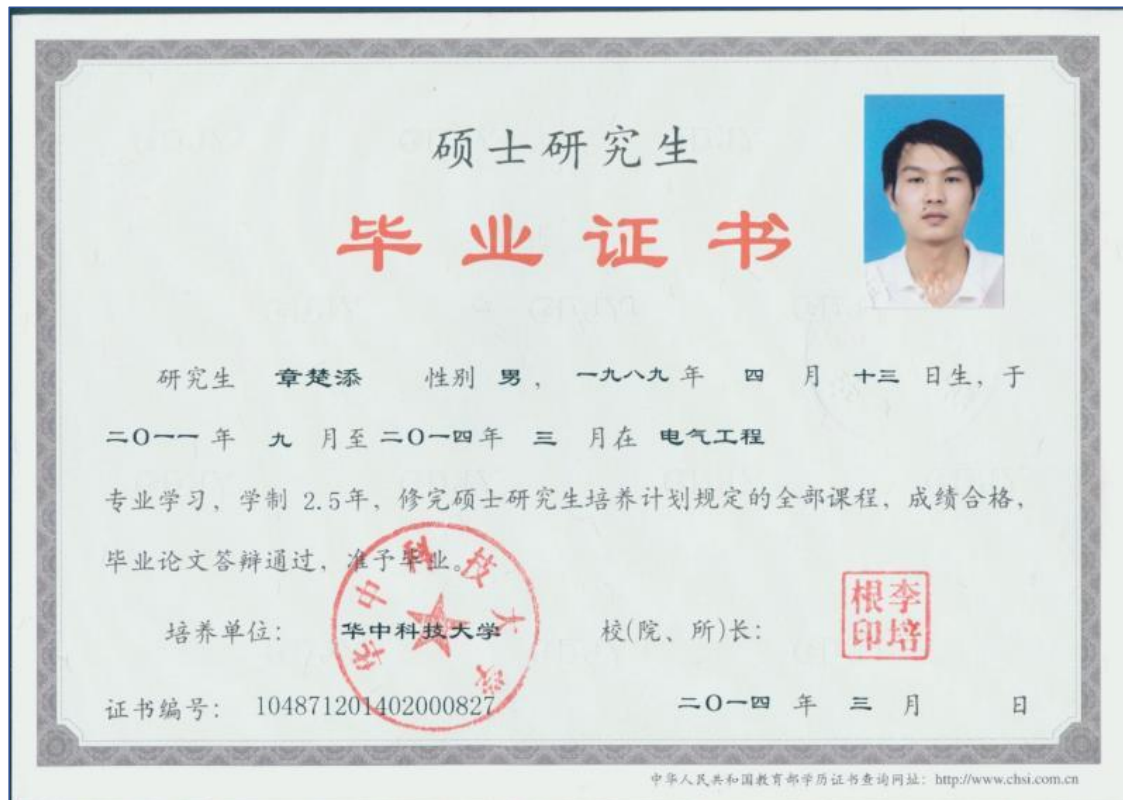 硕士研究生
毕业证书
研究生 章楚添 性别 男，一九八九 年 四 月 十三 日生，于
二〇一一 年 九 月至 二〇一四 年 三 月在 电气工程
专业学习，学制 2.5年，修完硕士研究生培养计划规定的全部课程，成绩合格，
毕业论文答辩通过，准予毕业。
华中科技大学
培养单位：华中科技大学 校(院、所)长：
李培根印
证书编号：104871201402000827 二〇一四 年 三 月 日
中华人民共和国教育部学历证书查询网址：http://www.chsi.com.cn